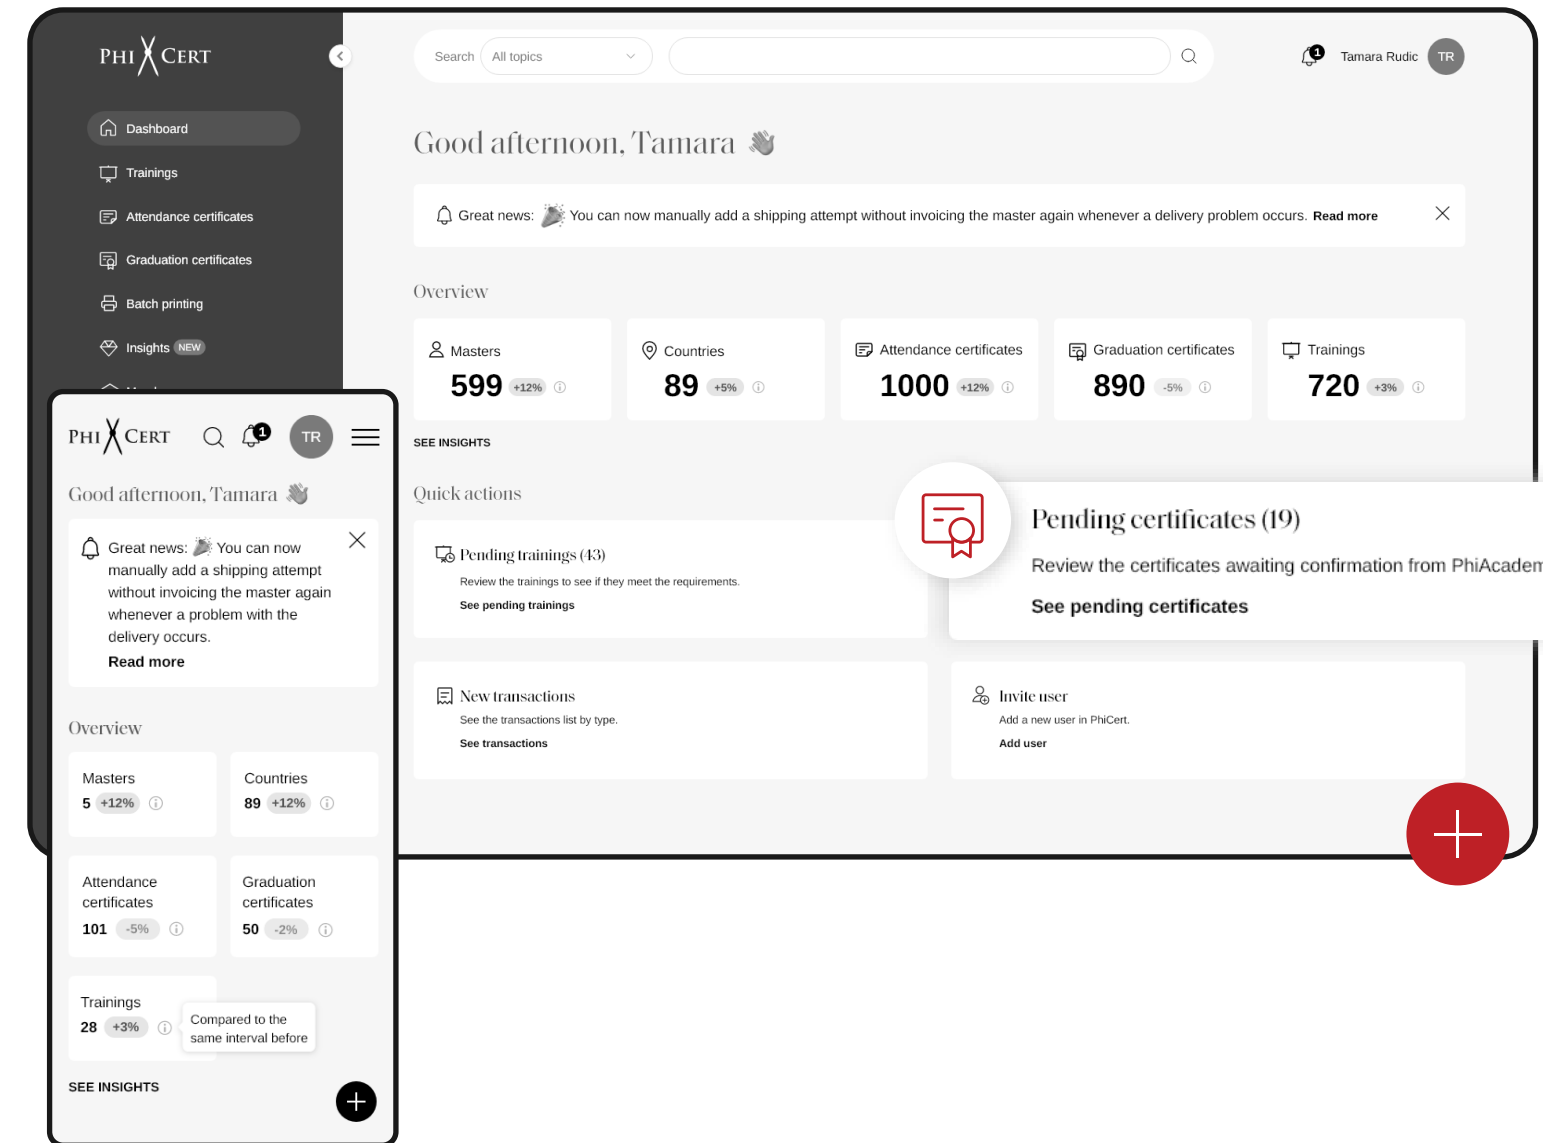 PHI CERT
Dashboard
Trainings
Attendance certificates
Graduation certificates
Batch printing
Insights NEW
Search All topics
1 Tamara Rudic TR
Good afternoon, Tamara
Great news: You can now manually add a shipping attempt without invoicing the master again whenever a delivery problem occurs. Read more
Overview
Masters
599 +12%
Countries
89 +5%
Attendance certificates
1000 +12%
Graduation certificates
890 -5%
Trainings
720 +3%
SEE INSIGHTS
Quick actions
Pending trainings (43)
Review the trainings to see if they meet the requirements.
See pending trainings
Pending certificates (19)
Review the certificates awaiting confirmation from PhiAcadem
See pending certificates
New transactions
See the transactions list by type.
See transactions
Invite user
Add a new user in PhiCert.
Add user
PHI CERT
1 TR
Good afternoon, Tamara
Great news: You can now
manually add a shipping attempt
without invoicing the master again
whenever a problem with the
delivery occurs.
Read more
Overview
Masters
5 +12%
Countries
89 +12%
Attendance
certificates
101 -5%
Graduation
certificates
50 -2%
Trainings
28 +3%
Compared to the
same interval before
SEE INSIGHTS